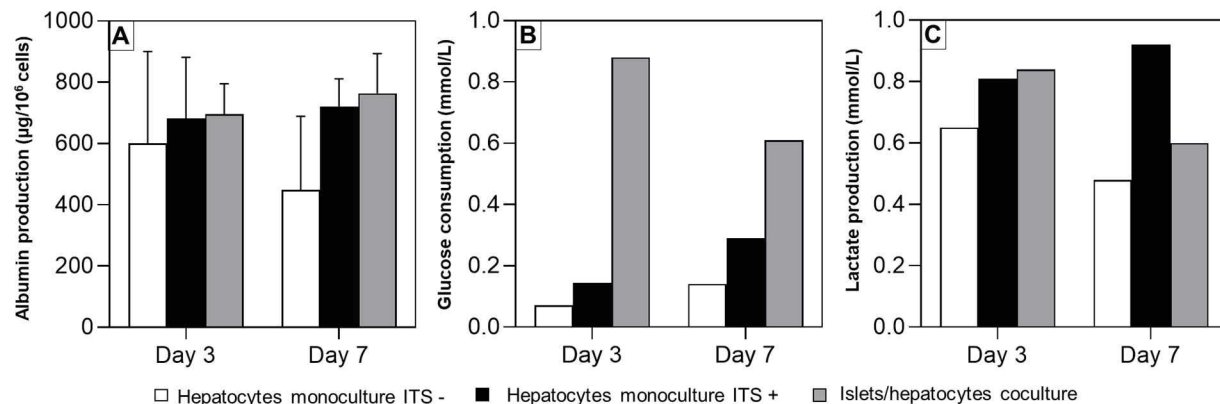 A
Albumin production (µg/10⁶ cells)
1000
800
600
400
200
0
Day 3 Day 7
B
Glucose consumption (mmol/L)
1.0
0.8
0.6
0.4
0.2
0.0
Day 3 Day 7
C
Lactate production (mmol/L)
1.0
0.8
0.6
0.4
0.2
0.0
Day 3 Day 7
Hepatocytes monoculture ITS - Hepatocytes monoculture ITS + Islets/hepatocytes coculture